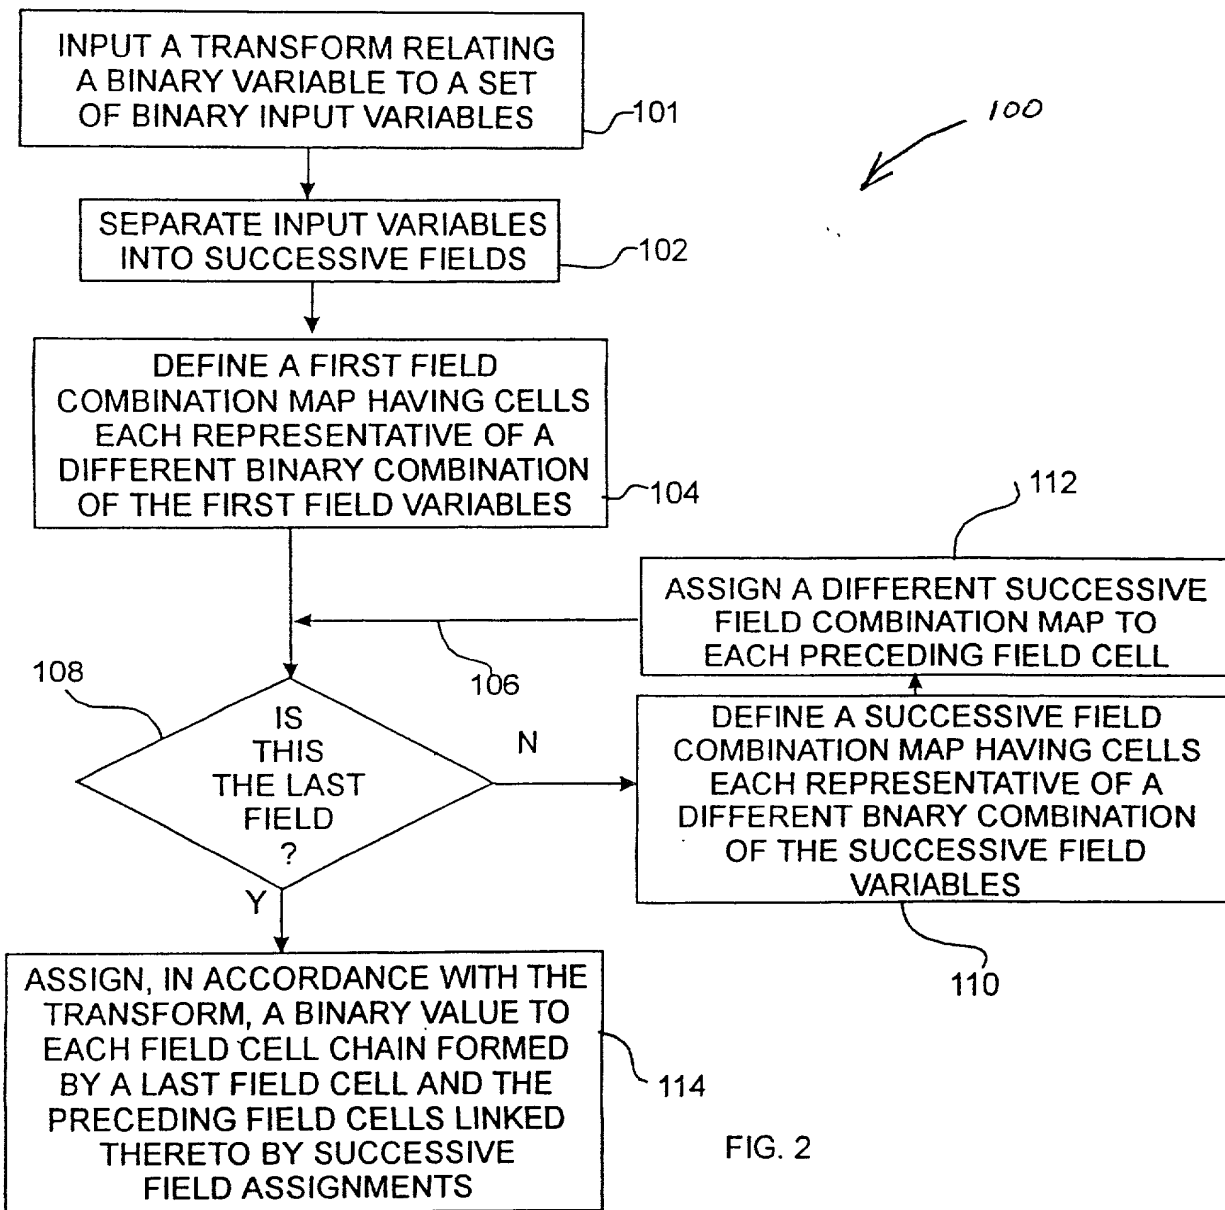 INPUT A TRANSFORM RELATING
A BINARY VARIABLE TO A SET
OF BINARY INPUT VARIABLES
101
100
SEPARATE INPUT VARIABLES
INTO SUCCESSIVE FIELDS
102
DEFINE A FIRST FIELD
COMBINATION MAP HAVING CELLS
EACH REPRESENTATIVE OF A
DIFFERENT BINARY COMBINATION
OF THE FIRST FIELD VARIABLES
104
112
ASSIGN A DIFFERENT SUCCESSIVE
FIELD COMBINATION MAP TO
EACH PRECEDING FIELD CELL
106
108
IS
THIS
THE LAST
FIELD
?
N
Y
DEFINE A SUCCESSIVE FIELD
COMBINATION MAP HAVING CELLS
EACH REPRESENTATIVE OF A
DIFFERENT BNARY COMBINATION
OF THE SUCCESSIVE FIELD
VARIABLES
110
ASSIGN, IN ACCORDANCE WITH THE
TRANSFORM, A BINARY VALUE TO
EACH FIELD CELL CHAIN FORMED
BY A LAST FIELD CELL AND THE
PRECEDING FIELD CELLS LINKED
THERETO BY SUCCESSIVE
FIELD ASSIGNMENTS
114
FIG. 2